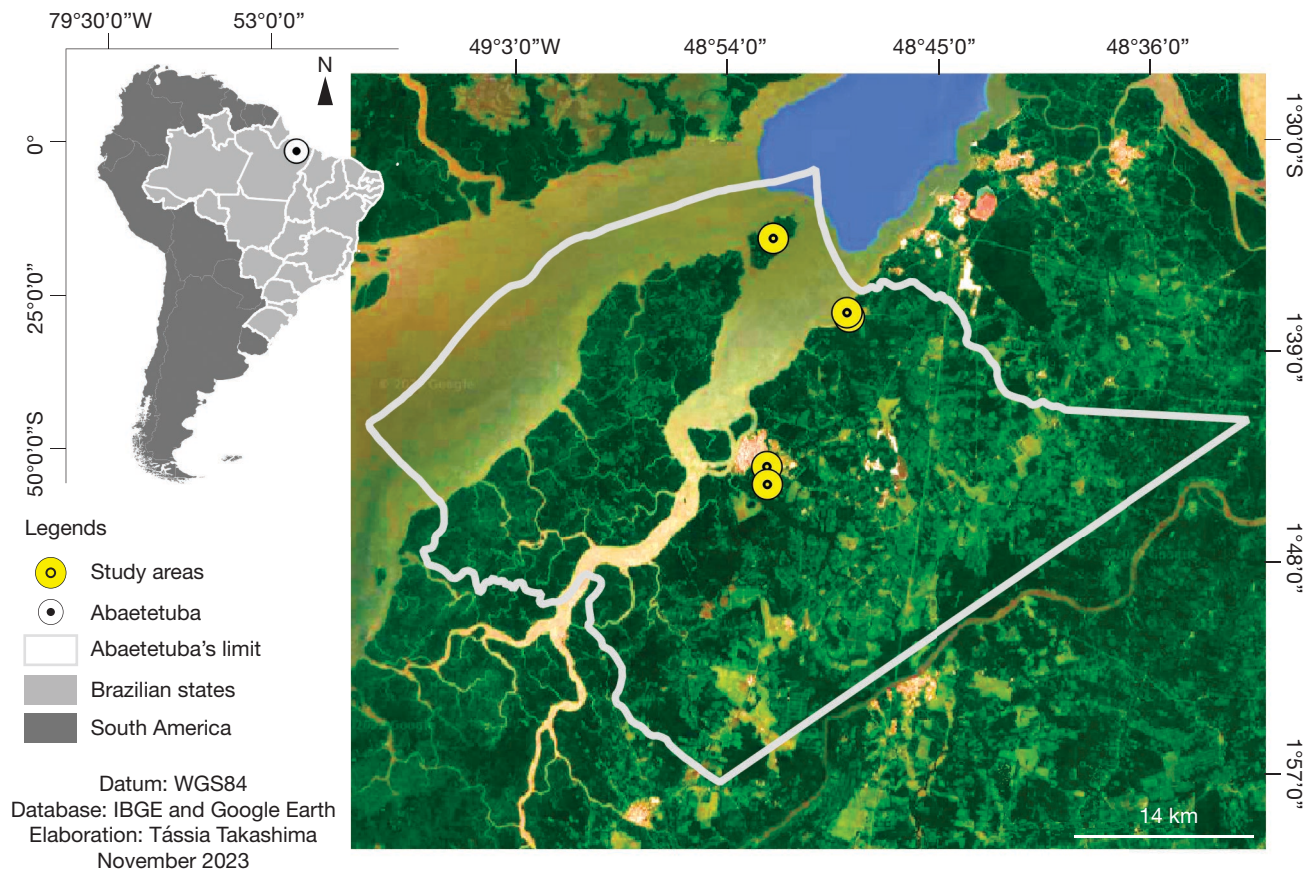 79°30’0”W 53°0’0”
N
49°3’0”W 48°54’0” 48°45’0” 48°36’0”
0°
25°0’0”S
50°0’0”S
1°30’0”S
1°39’0”
1°48’0”
1°57’0”
Legends
Study areas
Abaetetuba
Abaetetuba’s limit
Brazilian states
South America
Datum: WGS84
Database: IBGE and Google Earth
Elaboration: Tássia Takashima
November 2023
14 km